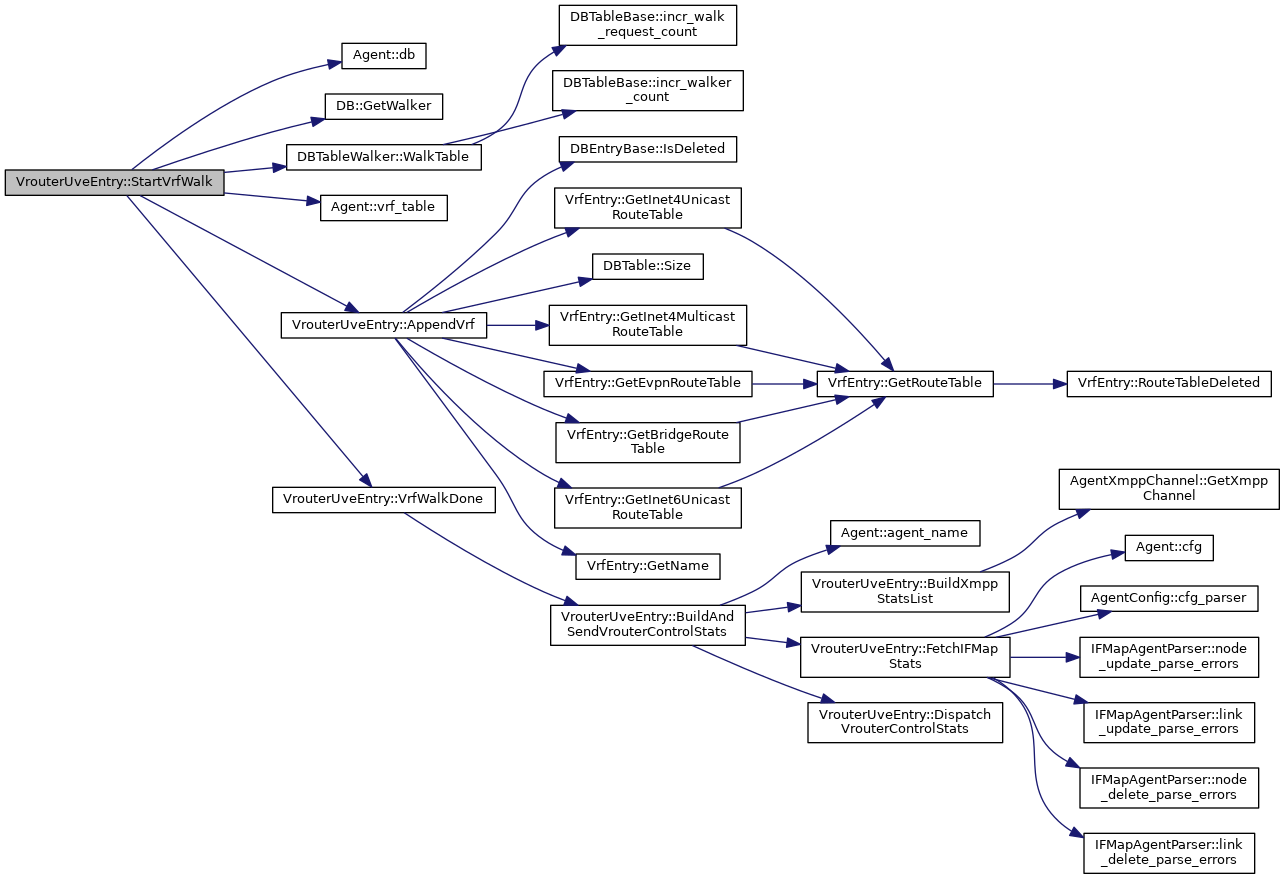 DBTableBase::incr_walk
_request_count
Agent::db
DBTableBase::incr_walker
_count
DB::GetWalker
DBEntryBase::IsDeleted
DBTableWalker::WalkTable
VrouterUveEntry::StartVrfWalk
Agent::vrf_table
VrfEntry::GetInet4Unicast
RouteTable
DBTable::Size
VrouterUveEntry::AppendVrf
VrfEntry::GetInet4Multicast
RouteTable
VrfEntry::GetEvpnRouteTable
VrfEntry::GetRouteTable
VrfEntry::RouteTableDeleted
VrfEntry::GetBridgeRoute
Table
VrouterUveEntry::VrfWalkDone
VrfEntry::GetInet6Unicast
RouteTable
AgentXmppChannel::GetXmpp
Channel
Agent::agent_name
Agent::cfg
VrfEntry::GetName
VrouterUveEntry::BuildXmpp
StatsList
AgentConfig::cfg_parser
VrouterUveEntry::BuildAnd
SendVrouterControlStats
VrouterUveEntry::FetchIFMap
Stats
IFMapAgentParser::node
_update_parse_errors
VrouterUveEntry::Dispatch
VrouterControlStats
IFMapAgentParser::link
_update_parse_errors
IFMapAgentParser::node
_delete_parse_errors
IFMapAgentParser::link
_delete_parse_errors